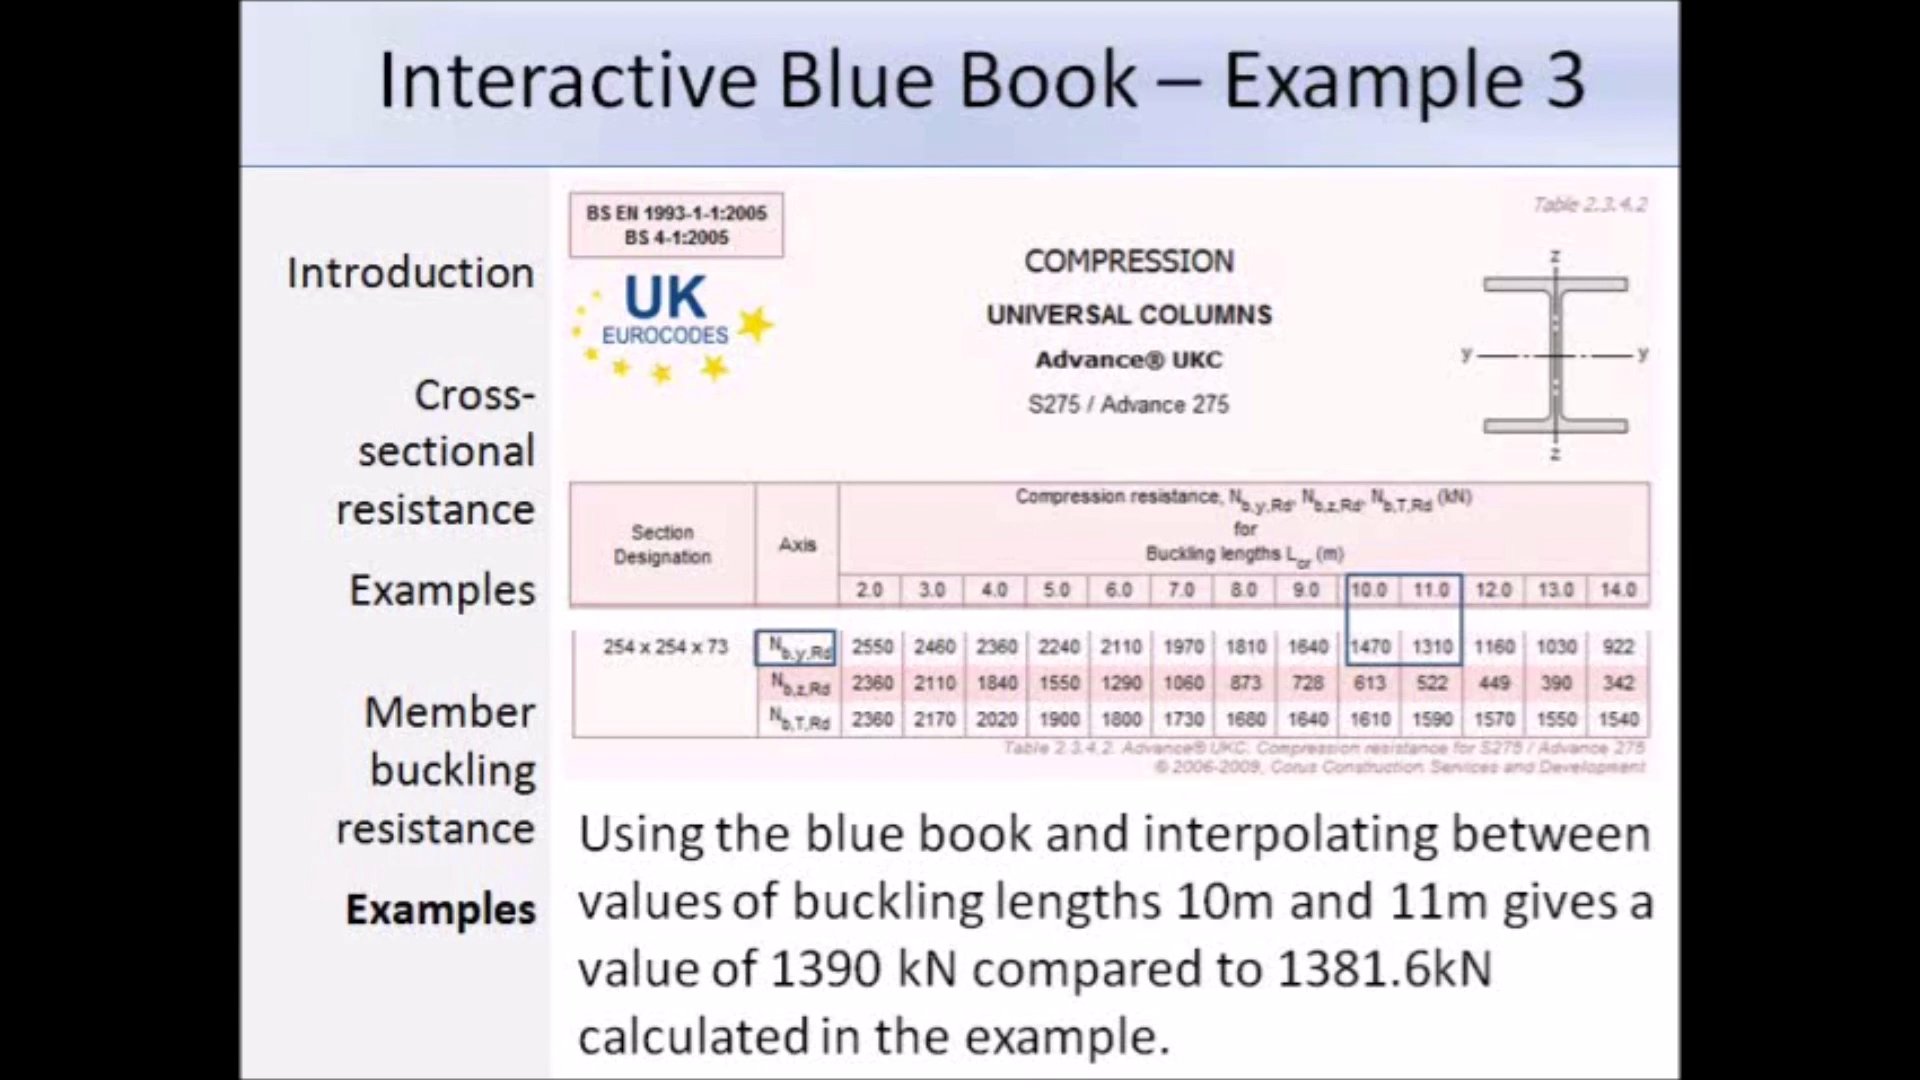 Interactive Blue Book – Example 3
Introduction
Cross-
sectional
resistance
Examples
Member
buckling
resistance
Examples
BS EN 1993-1-1:2005
BS 4-1:2005
UK
EUROCODES
COMPRESSION
UNIVERSAL COLUMNS
Advance® UKC
S275 / Advance 275
Table 2.3.4.2
z
y y
z
Section
Designation
Axis
Compression resistance, Nb,y,Rd, Nb,z,Rd, Nb,T,Rd (kN)
for
Buckling lengths Lcr (m)
2.0 3.0 4.0 5.0 6.0 7.0 8.0 9.0 10.0 11.0 12.0 13.0 14.0
254 x 254 x 73 Nb,y,Rd 2550 2460 2360 2240 2110 1970 1810 1640 1470 1310 1160 1030 922
Nb,z,Rd 2360 2110 1840 1550 1290 1060 873 728 613 522 449 390 342
Nb,T,Rd 2360 2170 2020 1900 1800 1730 1680 1640 1610 1590 1570 1550 1540
Table 2.3.4.2. Advance® UKC. Compression resistance for S275 / Advance 275
© 2006-2009, Corus Construction Services and Development
Using the blue book and interpolating between
values of buckling lengths 10m and 11m gives a
value of 1390 kN compared to 1381.6kN
calculated in the example.